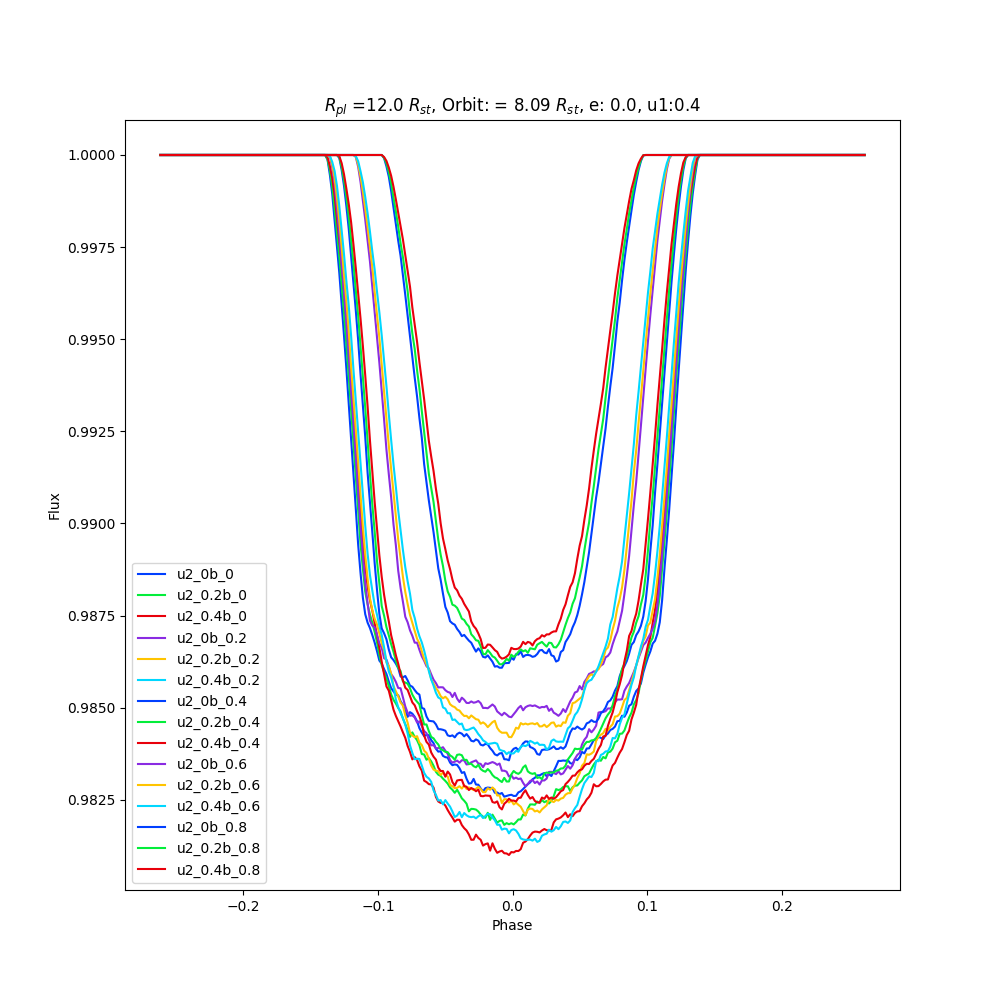 R_pl =12.0 R_st, Orbit: = 8.09 R_st, e: 0.0, u1:0.4
1.0000
0.9975
0.9950
0.9925
0.9900
0.9875
0.9850
0.9825
Flux
u2_0b_0
u2_0.2b_0
u2_0.4b_0
u2_0b_0.2
u2_0.2b_0.2
u2_0.4b_0.2
u2_0b_0.4
u2_0.2b_0.4
u2_0.4b_0.4
u2_0b_0.6
u2_0.2b_0.6
u2_0.4b_0.6
u2_0b_0.8
u2_0.2b_0.8
u2_0.4b_0.8
−0.2 −0.1 0.0 0.1 0.2
Phase